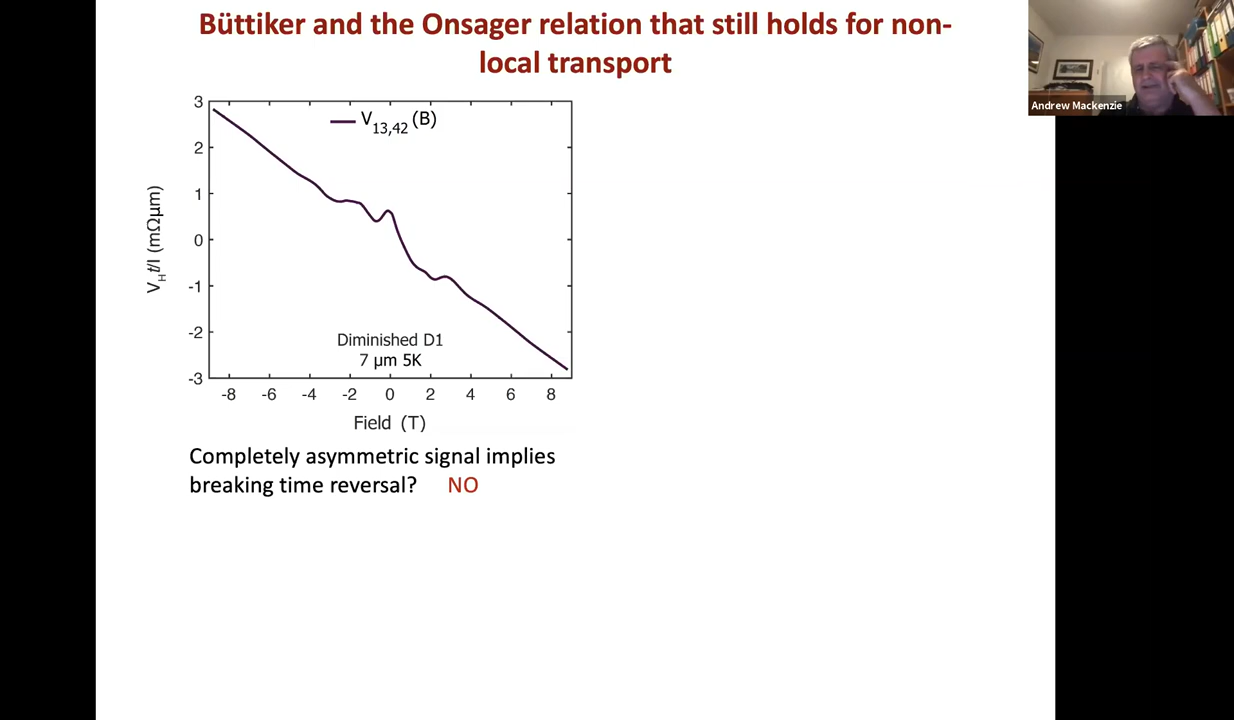 Büttiker and the Onsager relation that still holds for non-
local transport
Andrew Mackenzie
V13,42 (B)
3
2
1
0
-1
-2
-3
VHt/I (mΩμm)
Diminished D1
7 μm 5K
-8 -6 -4 -2 0 2 4 6 8
Field (T)
Completely asymmetric signal implies
breaking time reversal? NO